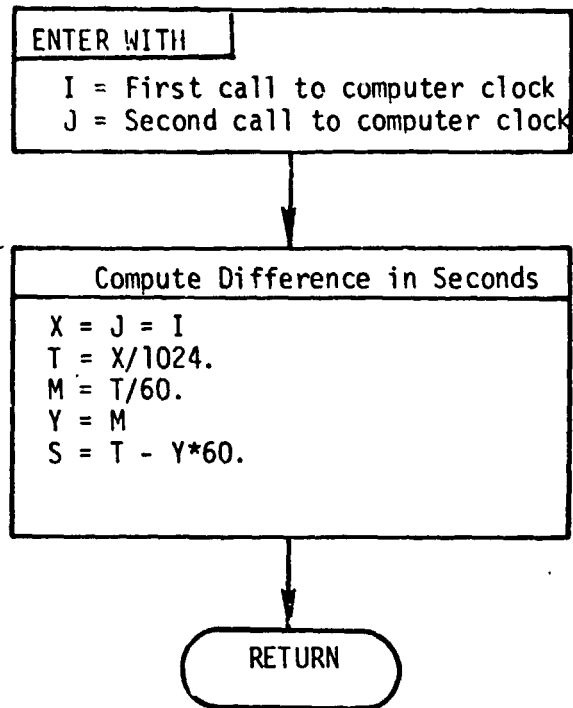 ENTER WITH
I = First call to computer clock
J = Second call to computer clock
Compute Difference in Seconds
X = J = I
T = X/1024.
M = T/60.
Y = M
S = T - Y*60.
RETURN